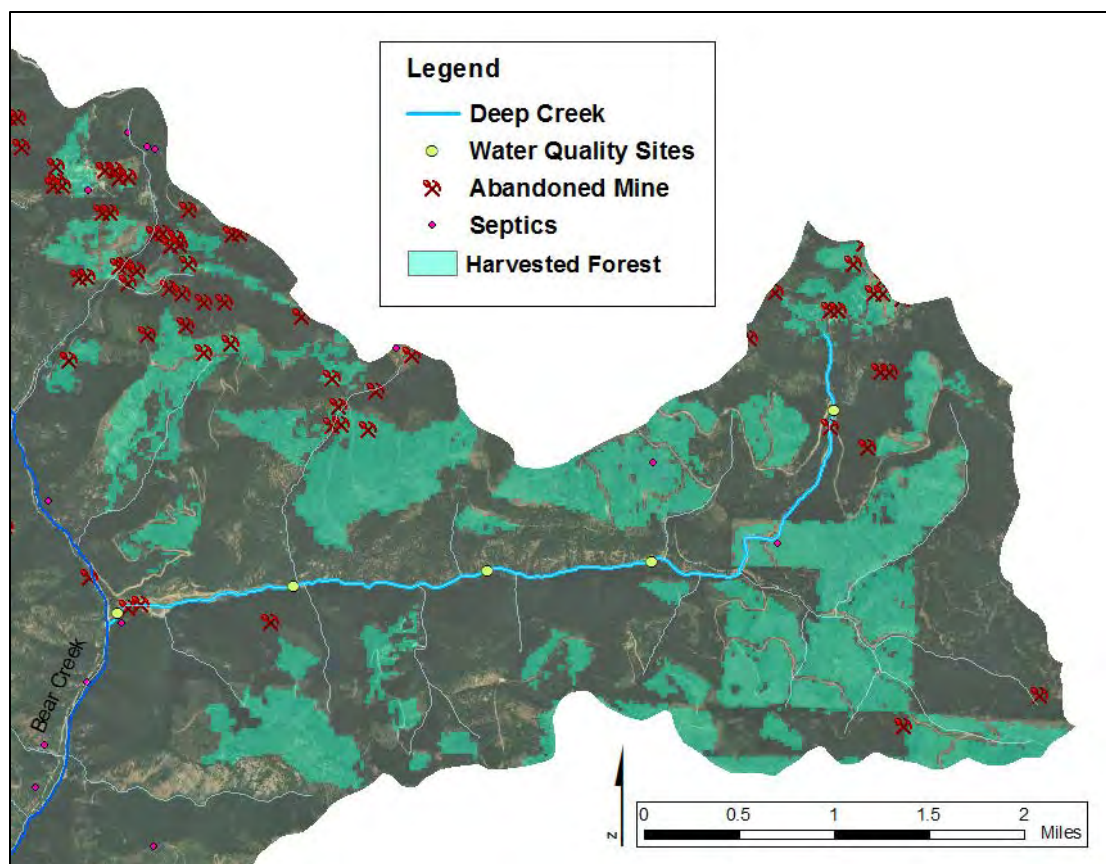 Legend
Deep Creek
Water Quality Sites
Abandoned Mine
Septics
Harvested Forest
Bear Creek
N
0 0.5 1 1.5 2
Miles